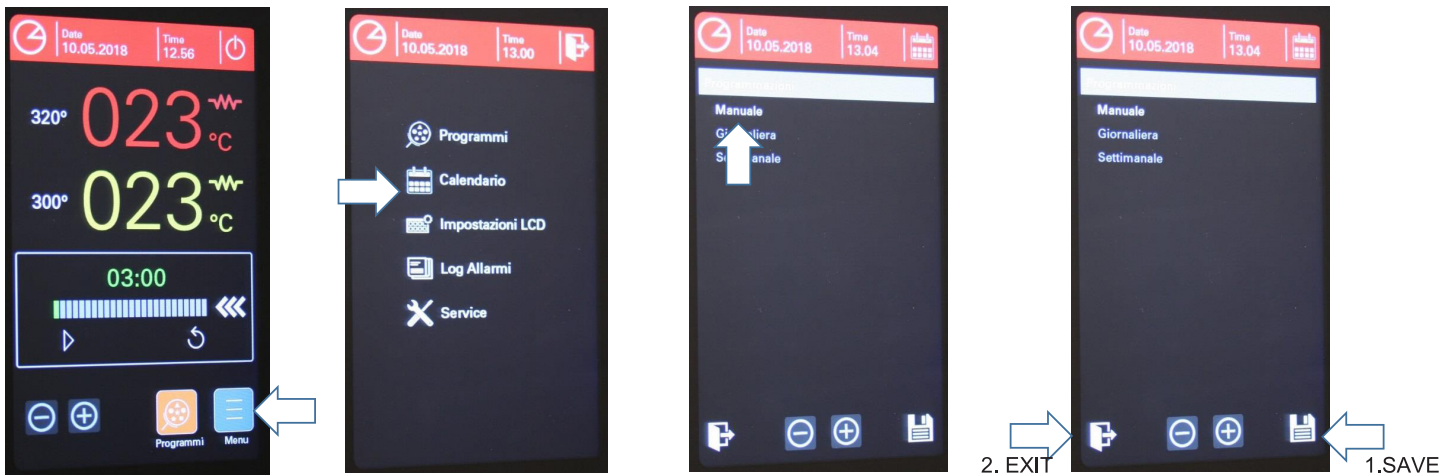 Date
10.05.2018
Time
12.56
320°
023
°C
300°
023
°C
03:00
Programmi
Menu
Date
10.05.2018
Time
13.00
Programmi
Calendario
Impostazioni LCD
Log Allarmi
Service
Date
10.05.2018
Time
13.04
Manuale
Date
10.05.2018
Time
13.04
Manuale
Giornaliera
Settimanale
2. EXIT
1.SAVE